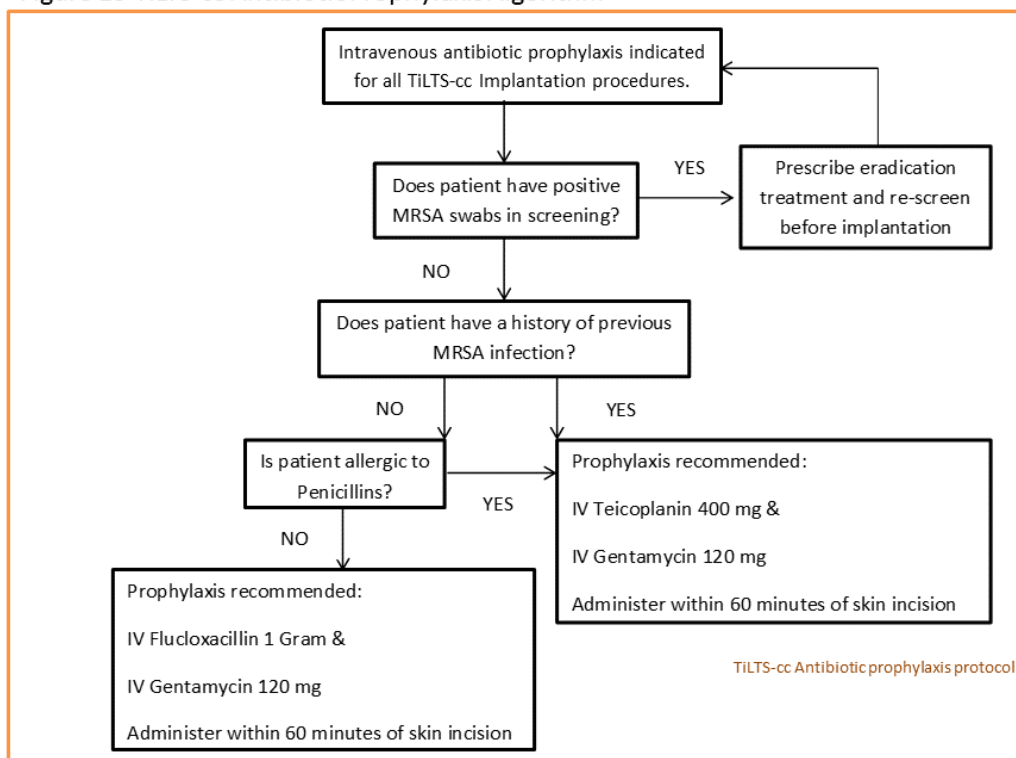 Intravenous antibiotic prophylaxis indicated
for all TiLTS-cc Implantation procedures.
Does patient have positive
MRSA swabs in screening?
YES
Prescribe eradication
treatment and re-screen
before implantation
NO
Does patient have a history of previous
MRSA infection?
NO
YES
Is patient allergic to
Penicillins?
YES
NO
Prophylaxis recommended:
IV Teicoplanin 400 mg &
IV Gentamycin 120 mg
Administer within 60 minutes of skin incision
Prophylaxis recommended:
IV Flucloxacillin 1 Gram &
IV Gentamycin 120 mg
Administer within 60 minutes of skin incision
TiLTS-cc Antibiotic prophylaxis protocol